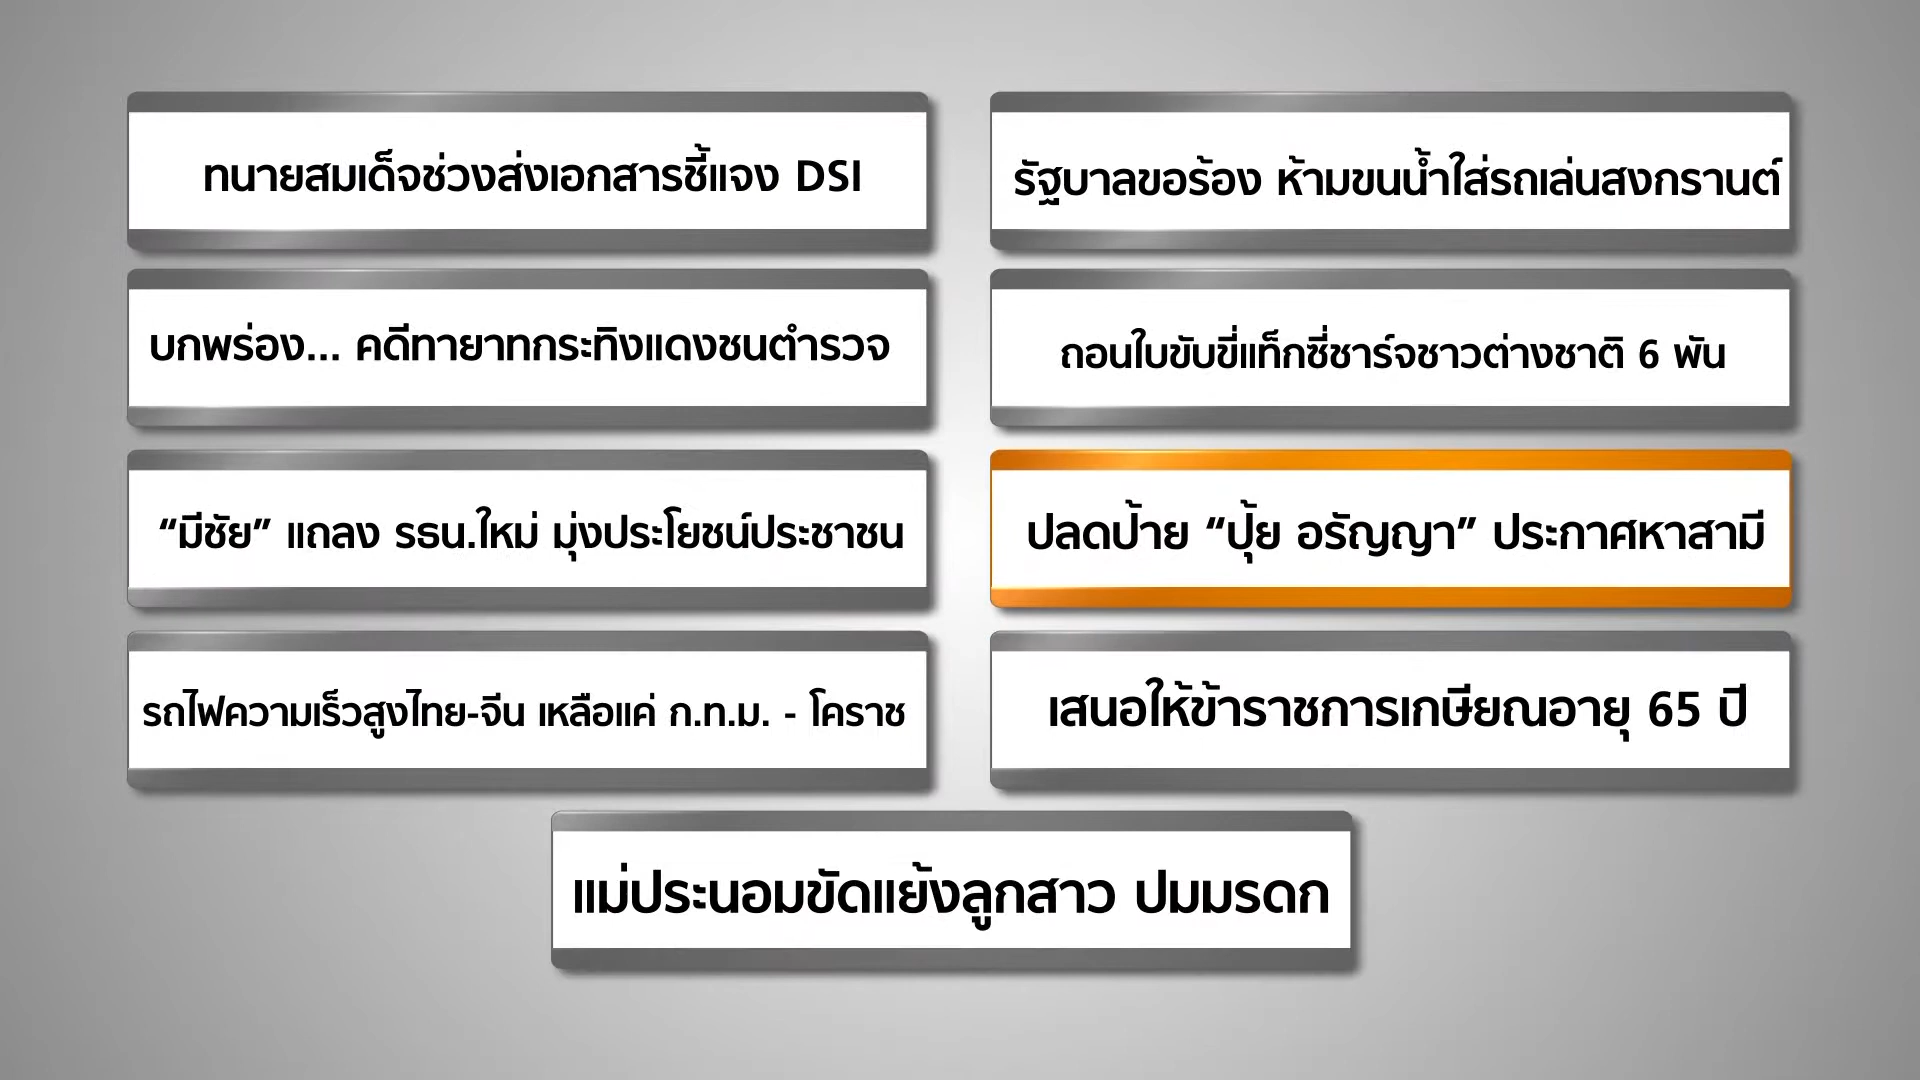 ทนายสมเด็จช่วงส่งเอกสารชี้แจง DSI
รัฐบาลขอร้อง ห้ามขนน้ำใส่รถเล่นสงกรานต์
บกพร่อง... คดีทายาทกระทิงแดงชนตำรวจ
ถอนใบขับขี่แท็กซี่ชาร์จชาวต่างชาติ 6 พัน
“มีชัย” แถลง รธน.ใหม่ มุ่งประโยชน์ประชาชน
ปลดป้าย “ปุ้ย อรัญญา” ประกาศหาสามี
รถไฟความเร็วสูงไทย-จีน เหลือแค่ ก.ท.ม. - โคราช
เสนอให้ข้าราชการเกษียณอายุ 65 ปี
แม่ประนอมขัดแย้งลูกสาว ปมมรดก